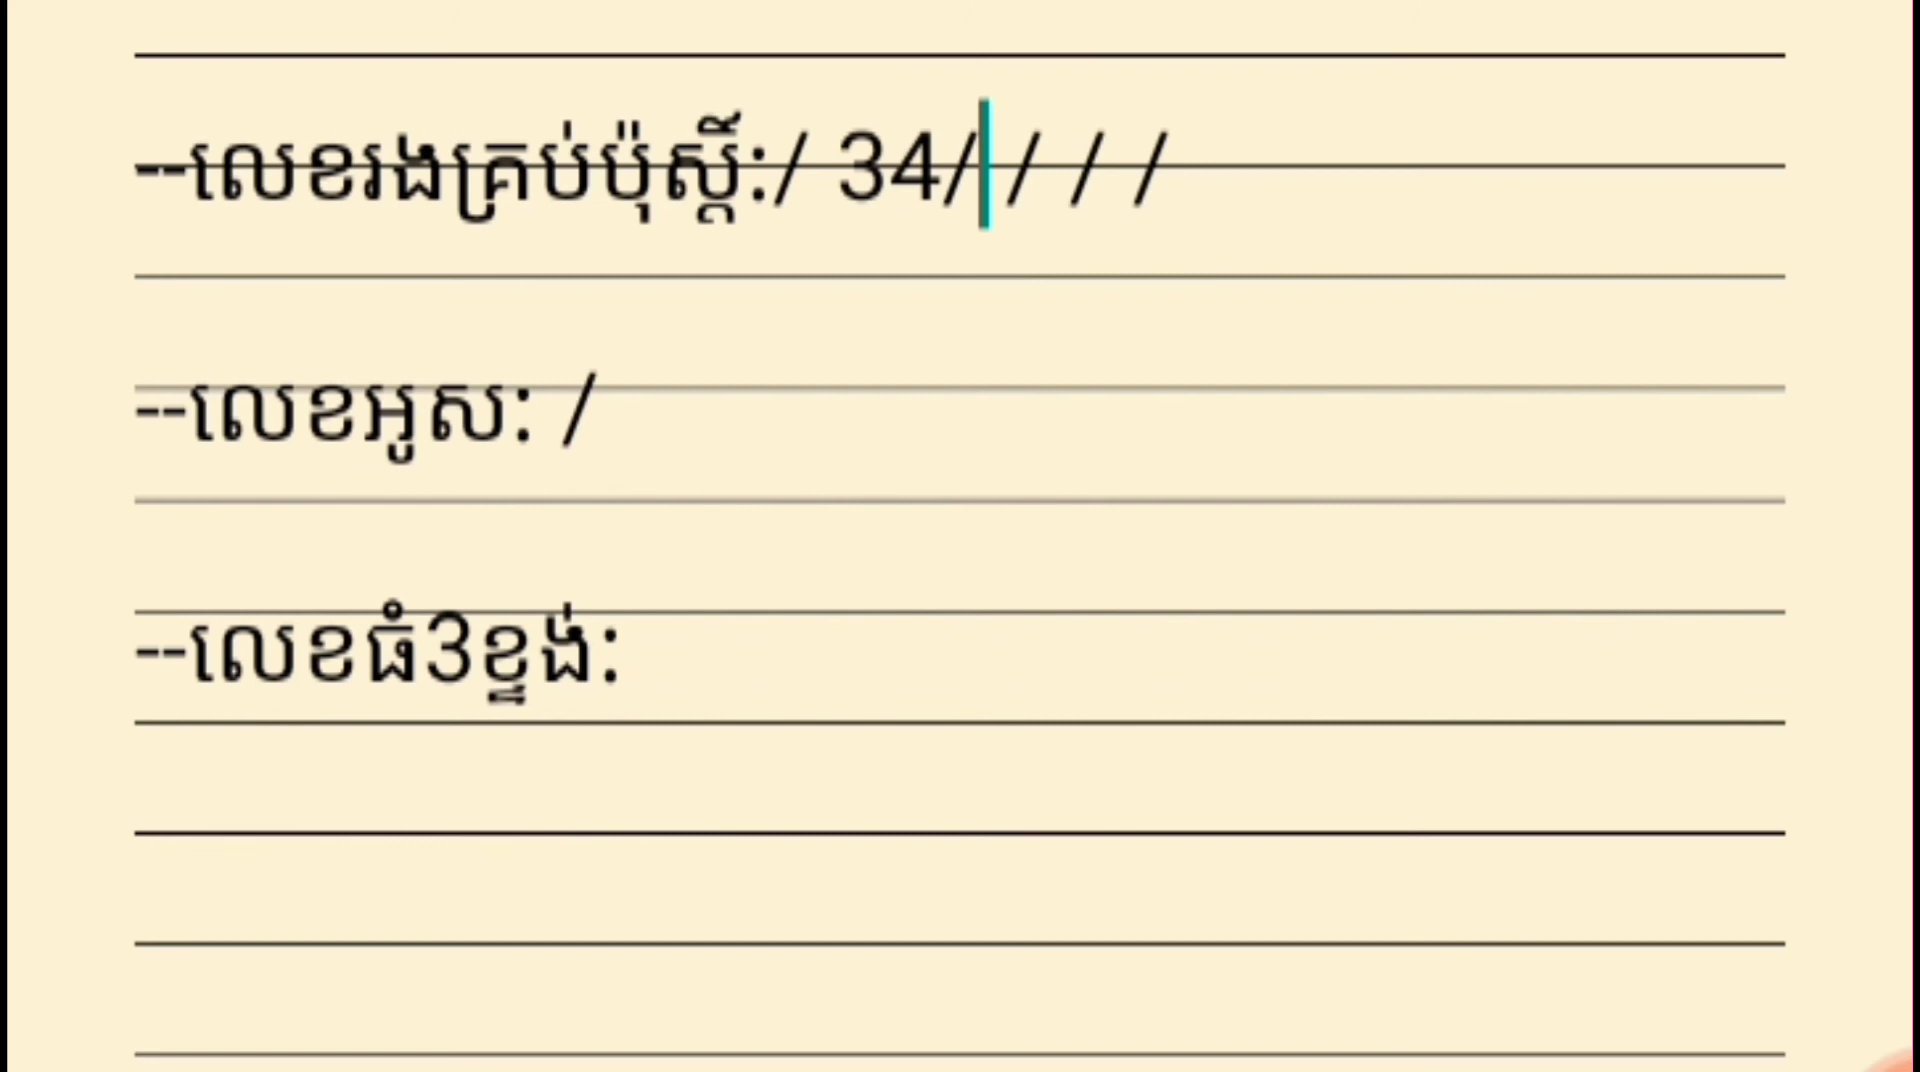 --លេខរងគ្រប់ប៉ុស្តិ៍:/ 34// / /
--លេខអូស: /
--លេខធំ3ខ្ទង់: